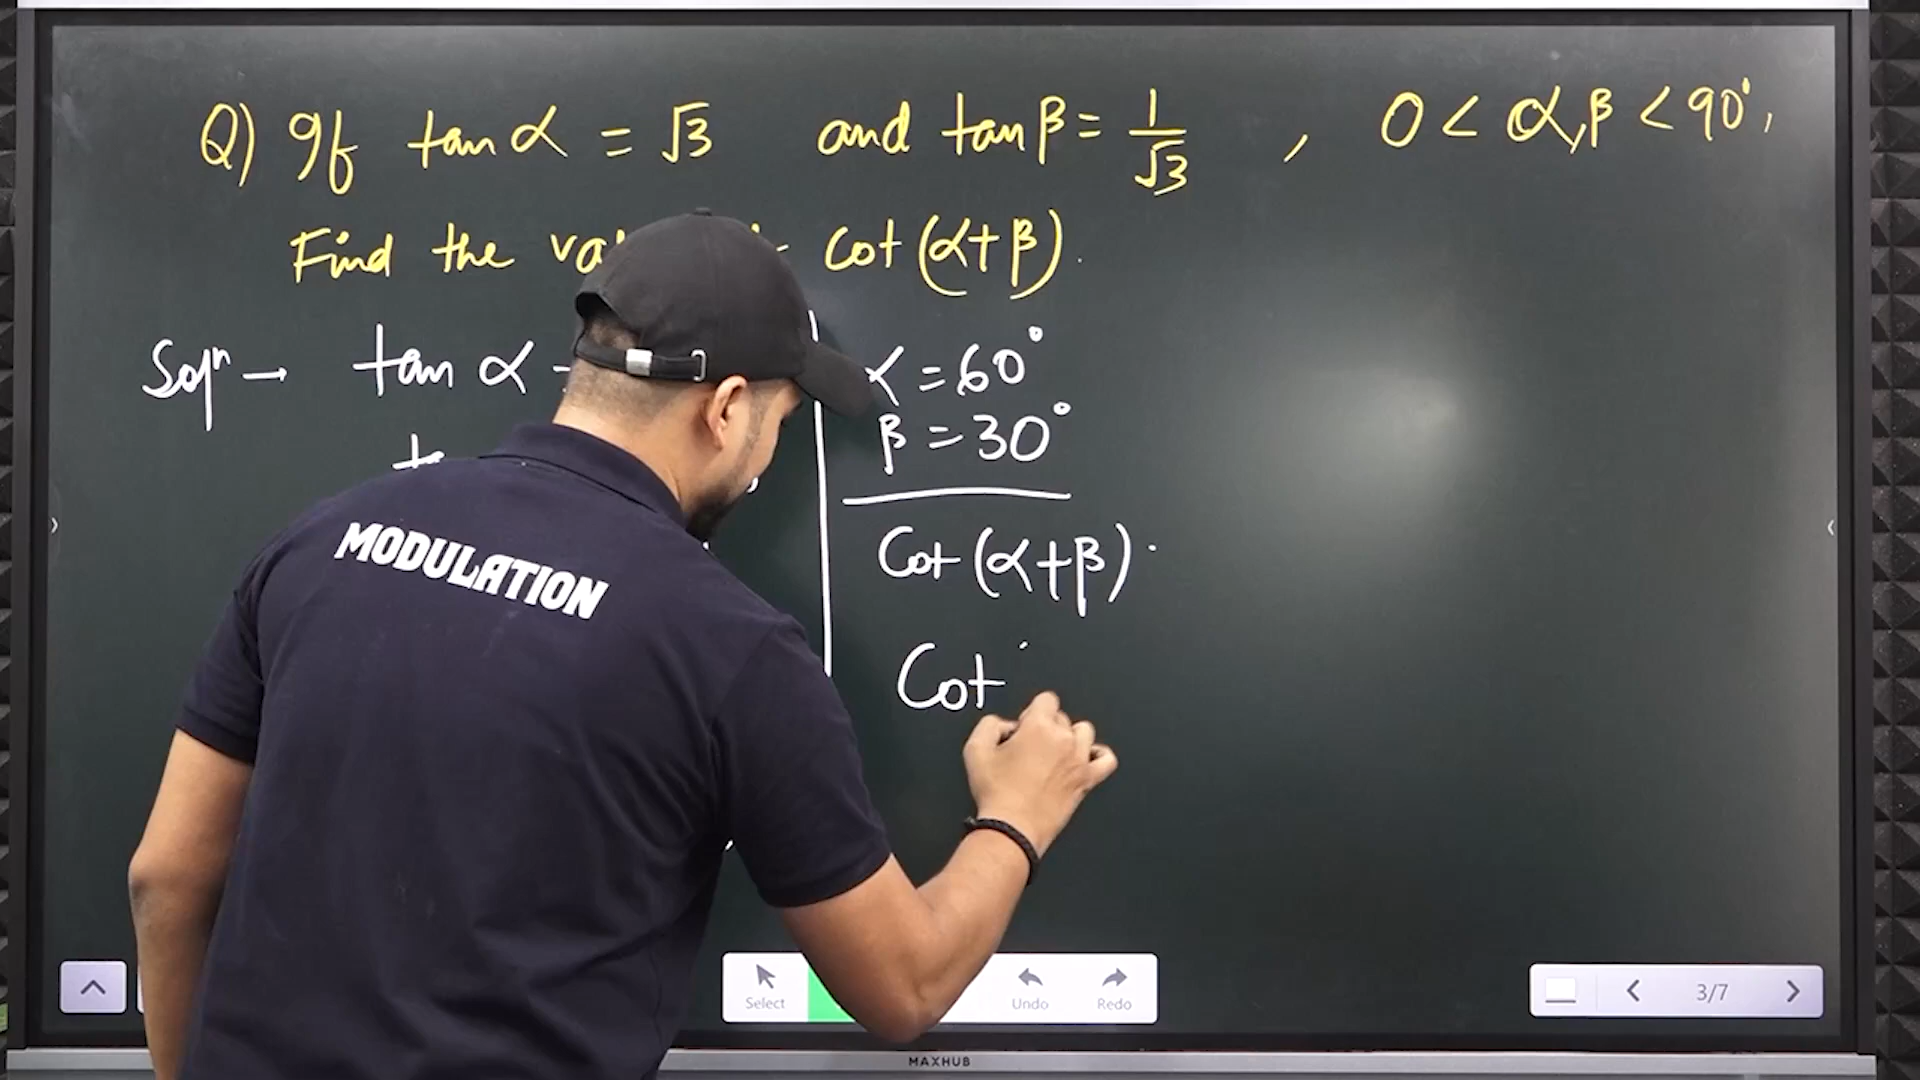 Q) If tan α = √3 and tan β = 1/√3 , 0 < α,β < 90°,
Find the cot (α+β).
Solⁿ → tan α
α = 60°
β = 30°
Cot (α+β).
Cot
MODULATION
Select
Undo
Redo
3/7
MAXHUB